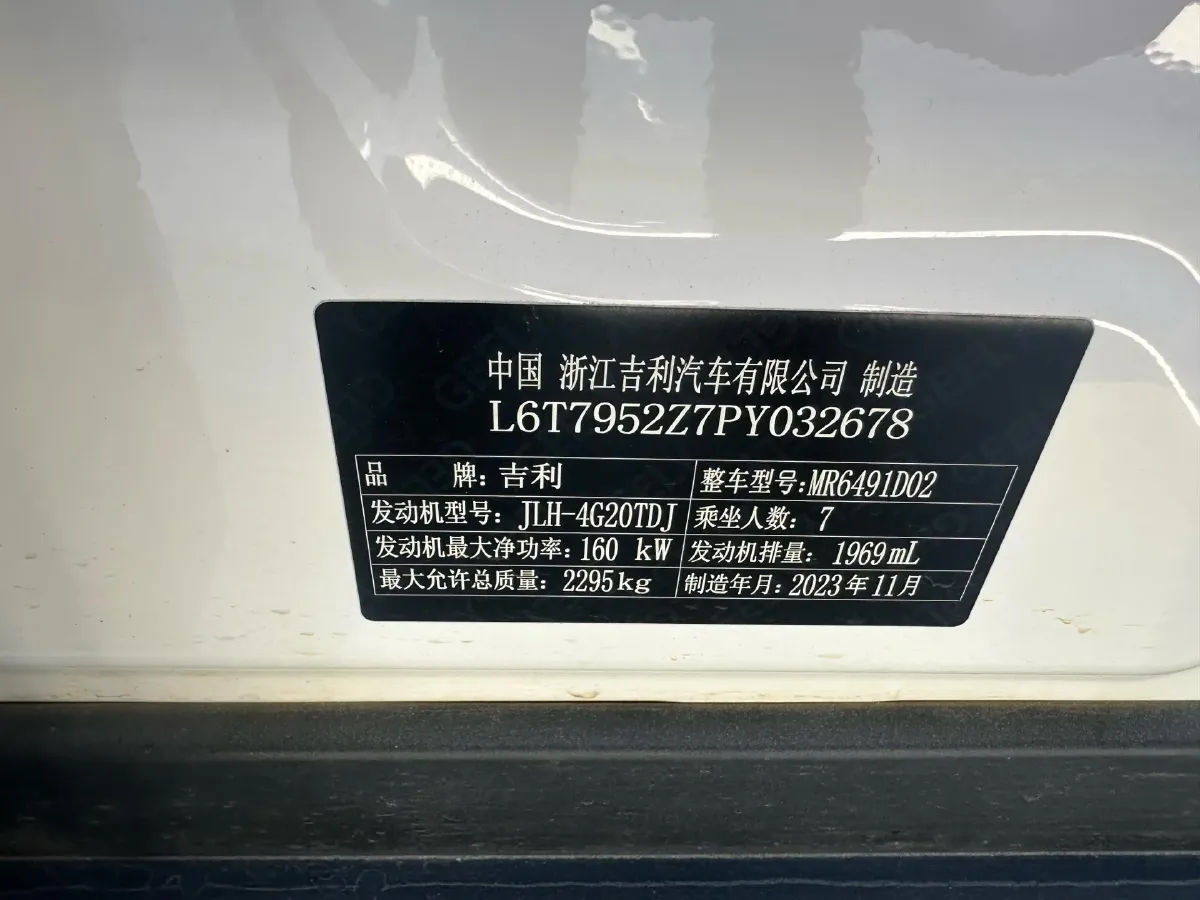 中国 浙江吉利汽车有限公司 制造
L6T7952Z7PY032678
品 牌: 吉利 整车型号:MR6491D02
发动机型号: JLH-4G20TDJ 乘坐人数: 7
发动机最大净功率: 160 kW 发动机排量: 1969mL
最大允许总质量: 2295kg 制造年月: 2023年11月